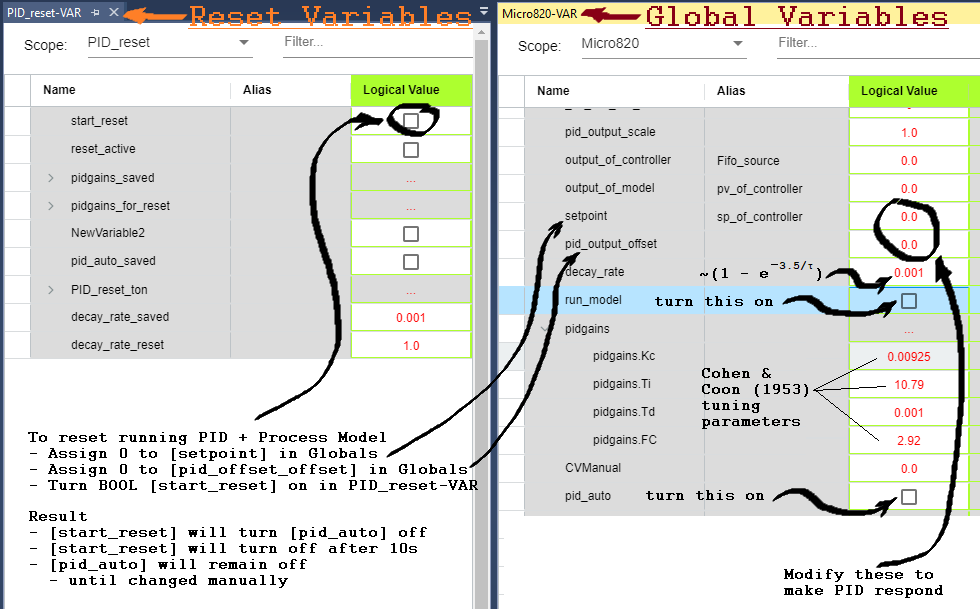 PID_reset-VAR
Reset Variables
Scope: PID_reset Filter...
Name Alias Logical Value
start_reset
reset_active
pidgains_saved ...
pidgains_for_reset ...
NewVariable2
pid_auto_saved
PID_reset_ton ...
decay_rate_saved 0.001
decay_rate_reset 1.0
To reset running PID + Process Model
- Assign 0 to [setpoint] in Globals
- Assign 0 to [pid_offset_offset] in Globals
- Turn BOOL [start_reset] on in PID_reset-VAR
Result
- [start_reset] will turn [pid_auto] off
- [start_reset] will turn off after 10s
- [pid_auto] will remain off
- until changed manually
Micro820-VAR
Global Variables
Scope: Micro820 Filter...
Name Alias Logical Value
pid_output_scale 1.0
output_of_controller Fifo_source 0.0
output_of_model pv_of_controller 0.0
setpoint sp_of_controller 0.0
pid_output_offset 0.0
decay_rate ~(1 - e^-3.5/τ) 0.001
run_model turn this on
pidgains ...
pidgains.Kc 0.00925
pidgains.Ti 10.79
pidgains.Td 0.001
pidgains.FC 2.92
Cohen &
Coon (1953)
tuning
parameters
CVManual 0.0
pid_auto turn this on
Modify these to
make PID respond